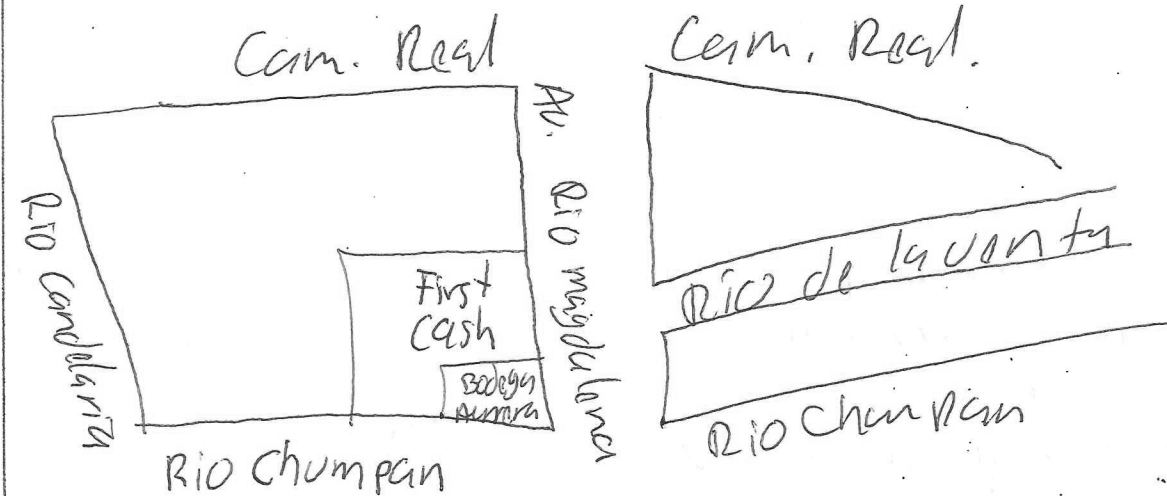 Cam. Real
Cam. Real.
Av. Rio magdalena
Rio Candelaria
First
Cash
Bodega
Aurrera
Rio de la venta
Rio Chumpan
Rio Chumpan